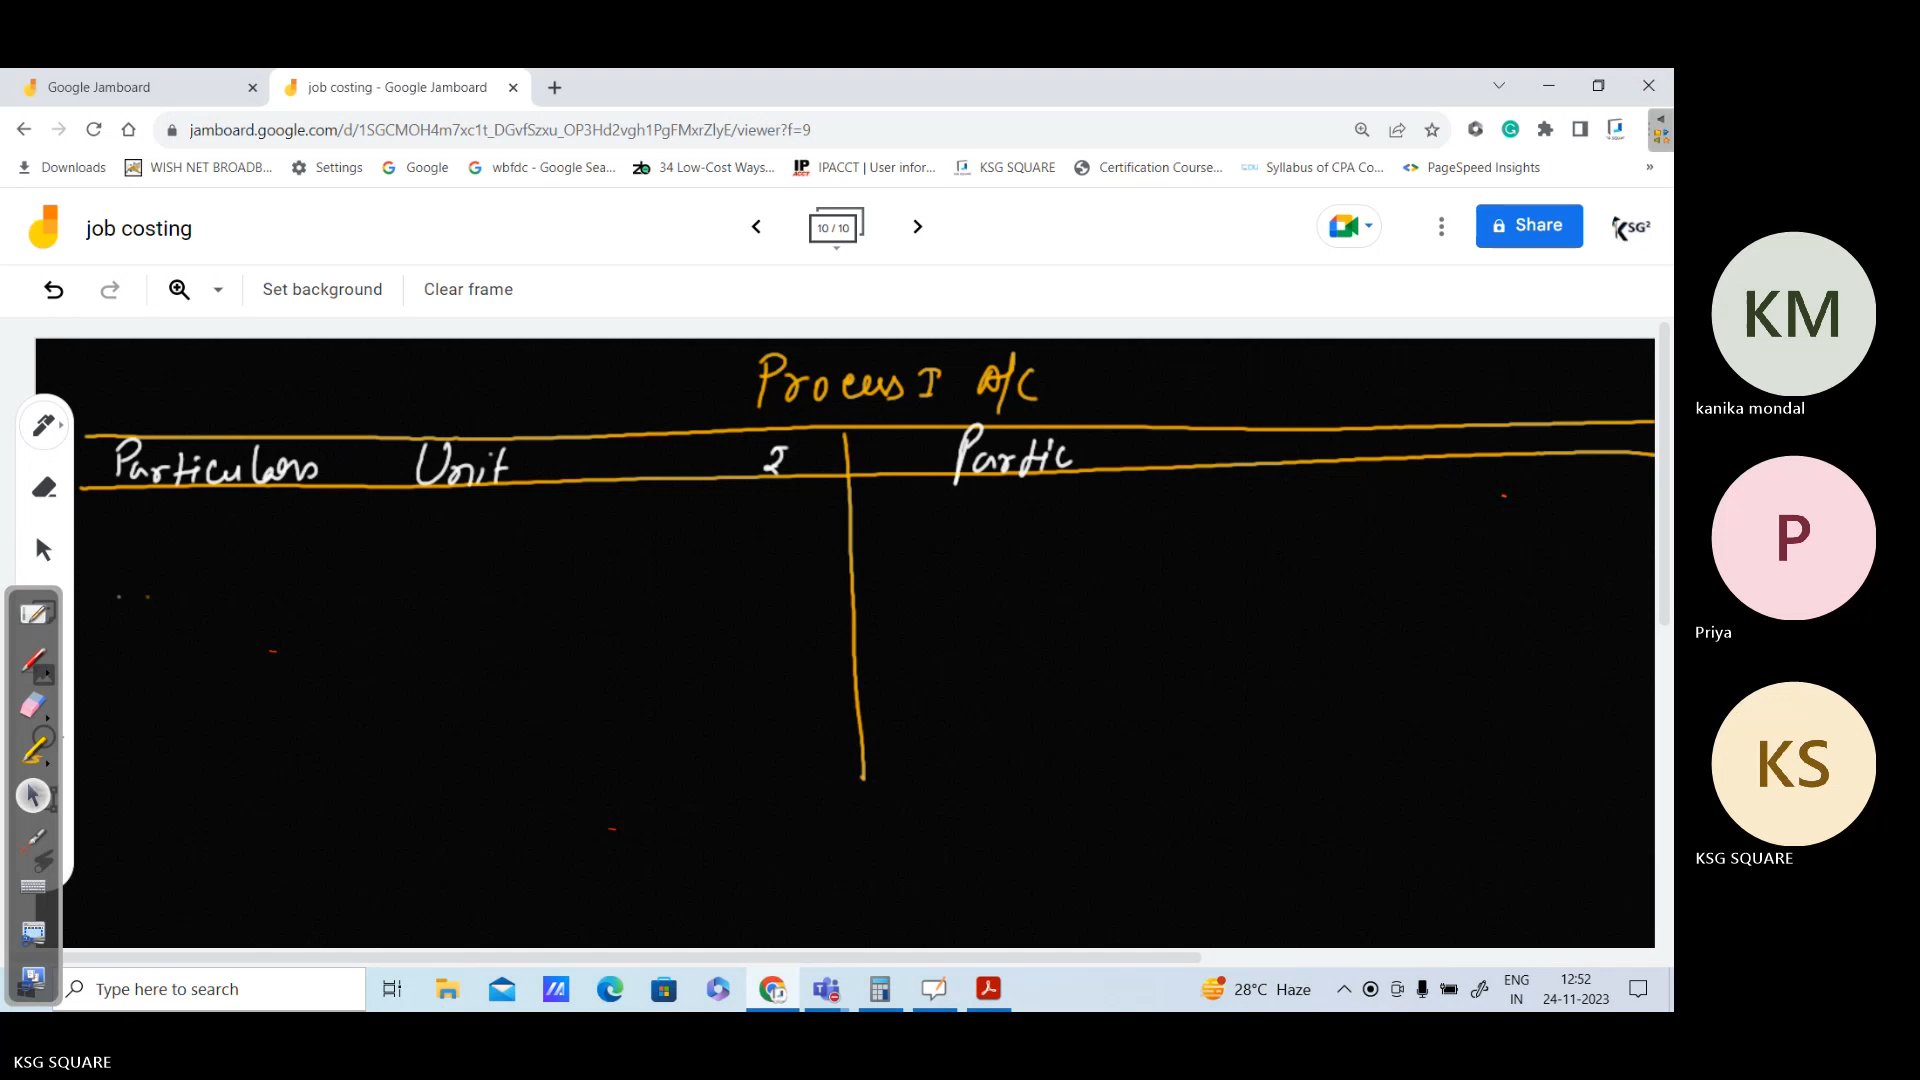 Google Jamboard
job costing - Google Jamboard
jamboard.google.com/d/1SGCMOH4m7xc1t_DGvfSzxu_OP3Hd2vgh1PgFMxrZlyE/viewer?f=9
Downloads WISH NET BROADB... Settings Google wbfdc - Google Sea... 34 Low-Cost Ways... IPACCT | User infor... KSG SQUARE Certification Course... Syllabus of CPA Co... PageSpeed Insights »
job costing 10 / 10 Share KSG²
Set background Clear frame
Process I A/C
Particulars Unit ₹ Partic
KM
kanika mondal
P
Priya
KS
KSG SQUARE
Type here to search 28°C Haze ENG IN 12:52 24-11-2023
KSG SQUARE